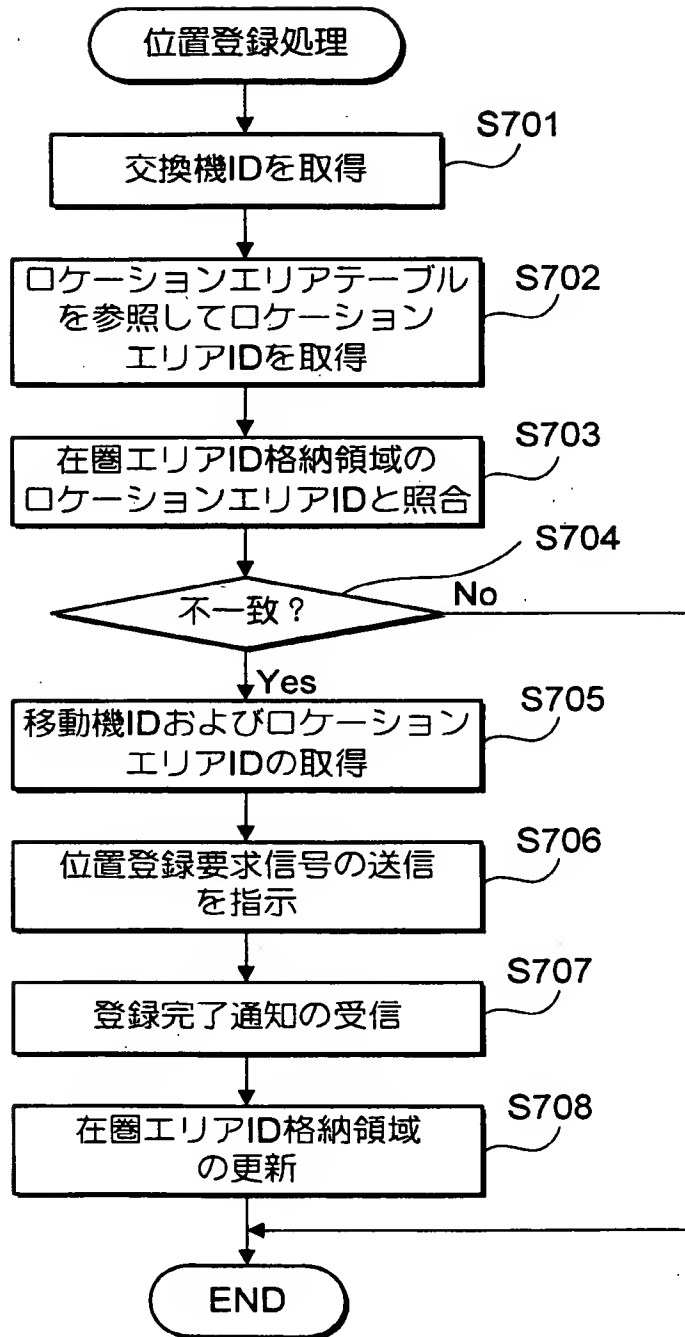 位置登録処理
S701
交換機IDを取得
S702
ロケーションエリアテーブル
を参照してロケーション
エリアIDを取得
S703
在圏エリアID格納領域の
ロケーションエリアIDと照合
S704
不一致？
No
Yes
S705
移動機IDおよびロケーション
エリアIDの取得
S706
位置登録要求信号の送信
を指示
S707
登録完了通知の受信
S708
在圏エリアID格納領域
の更新
END